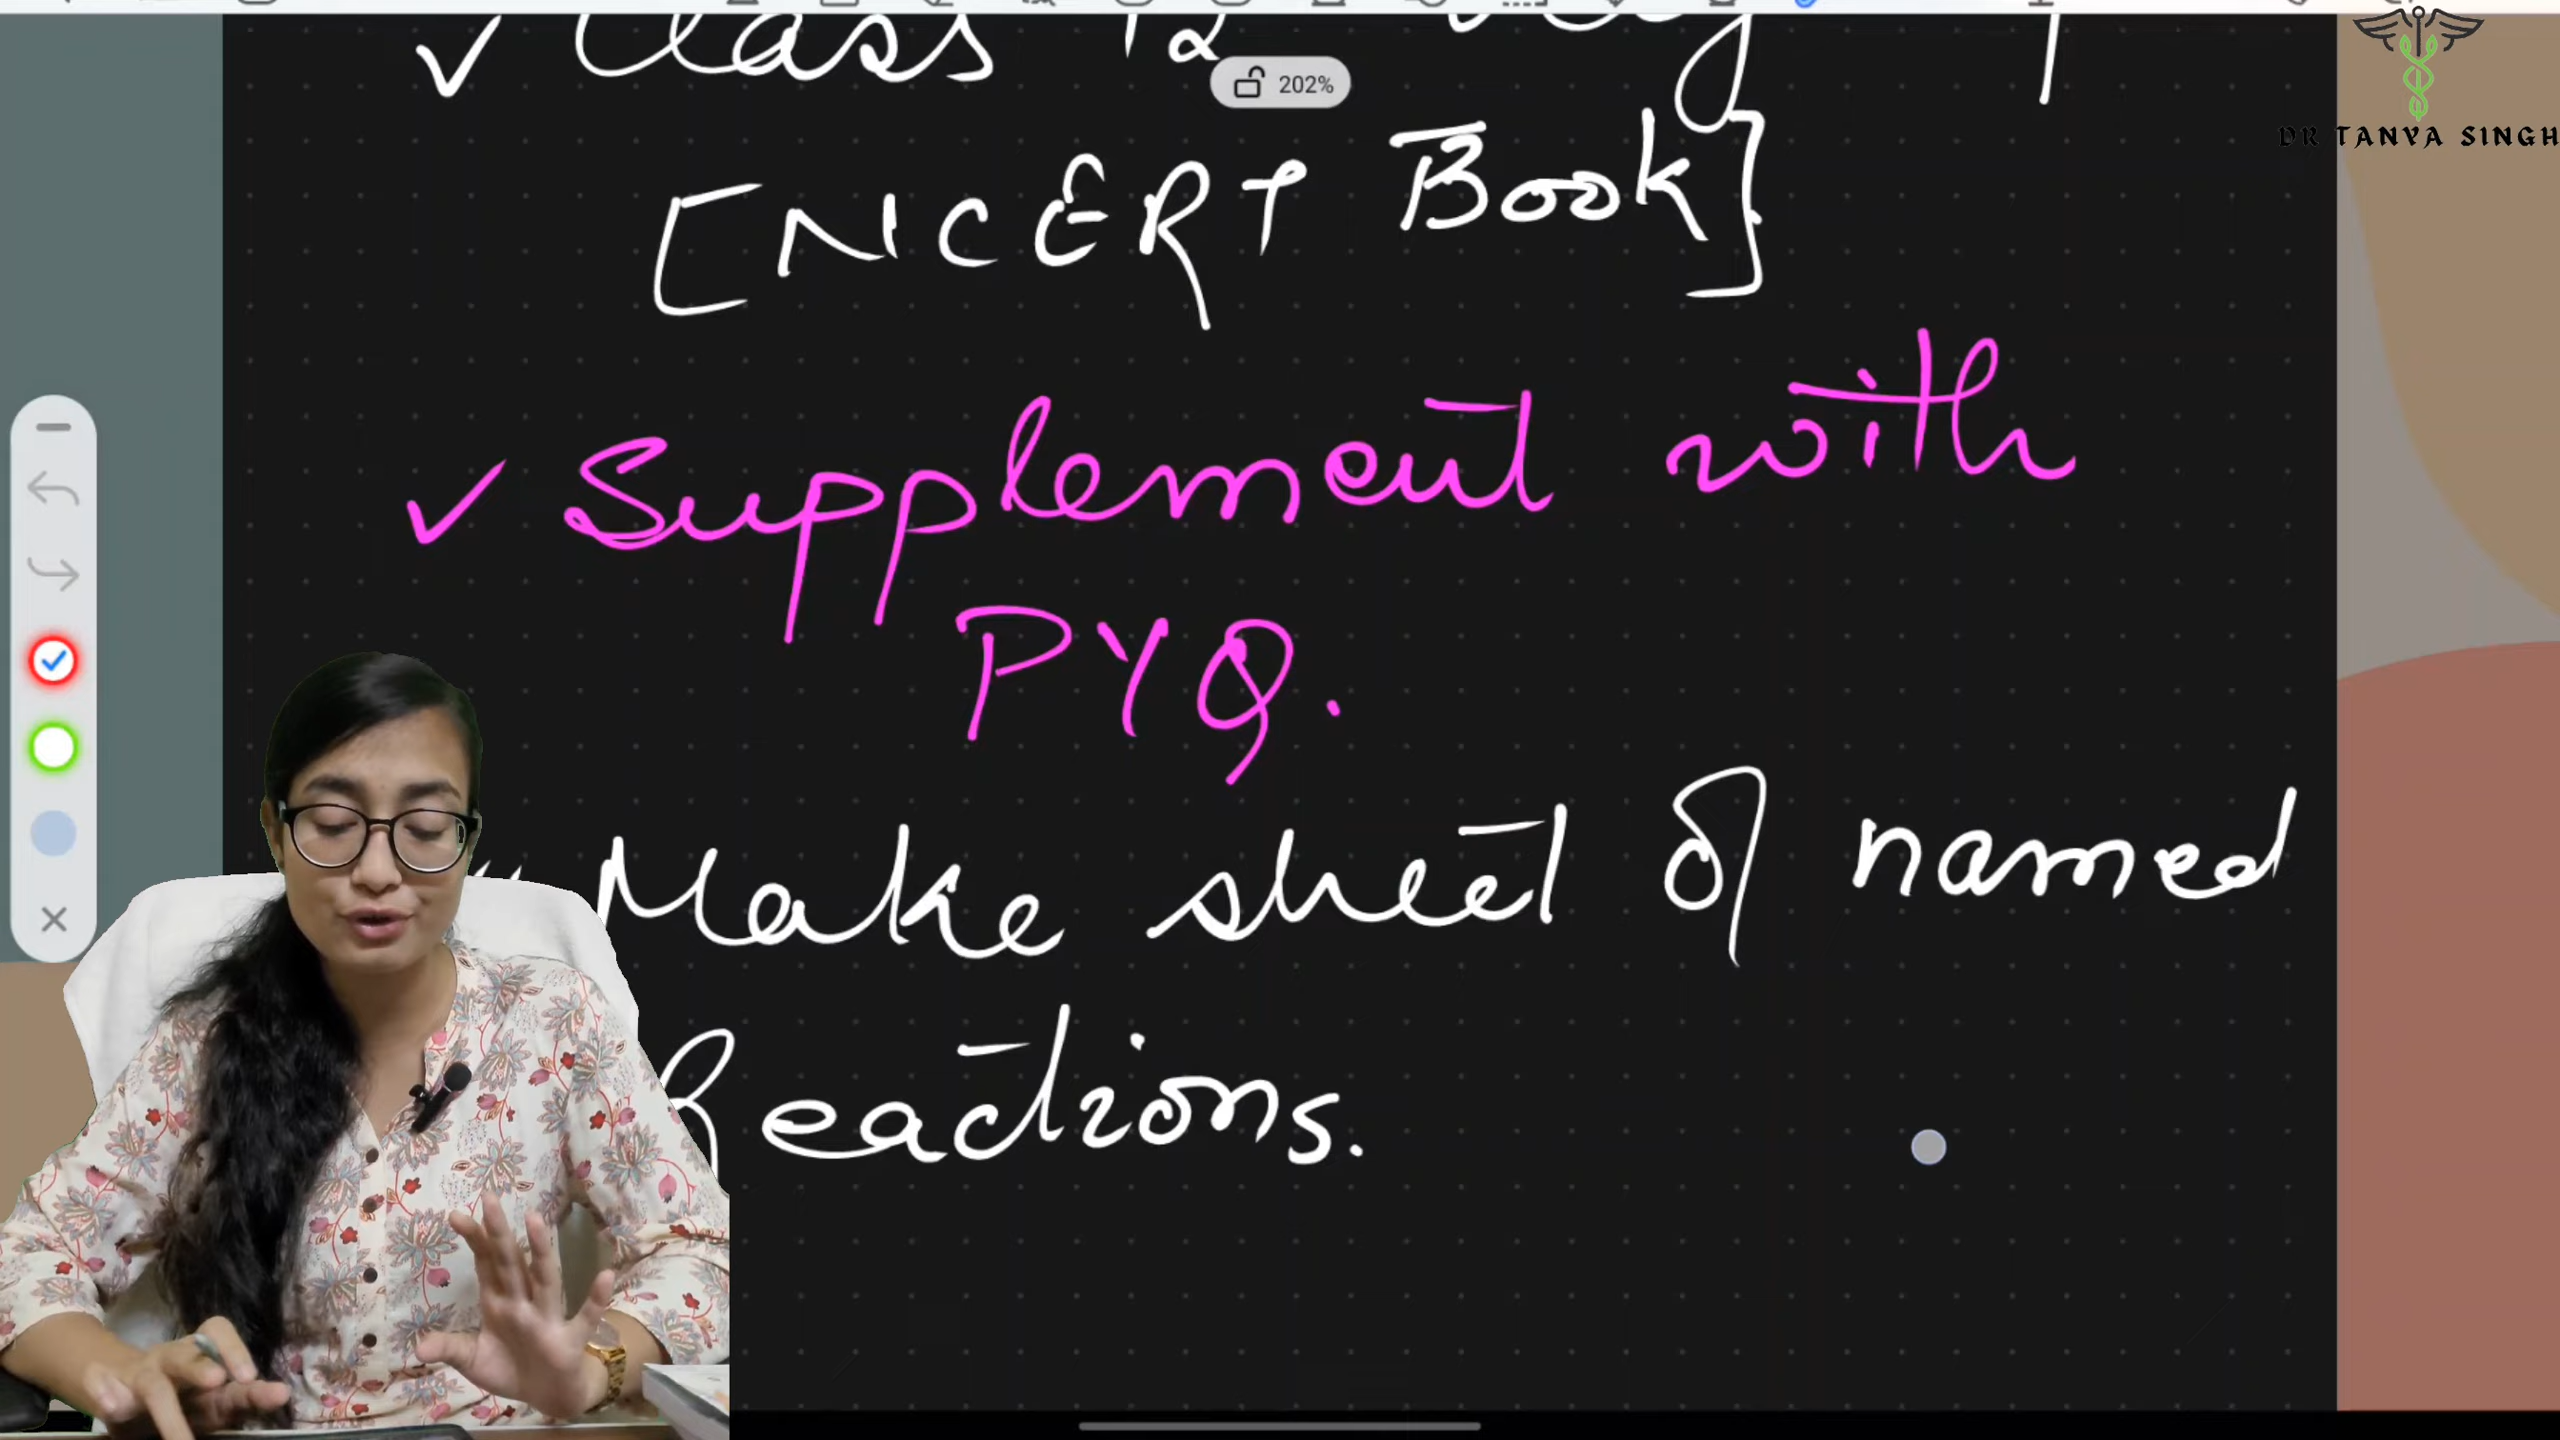 ✓ Class 12
202%
DR TANYA SINGH
[NCERT Book]
✓ Supplement with
PYQ.
Make sheet of named
Reactions.